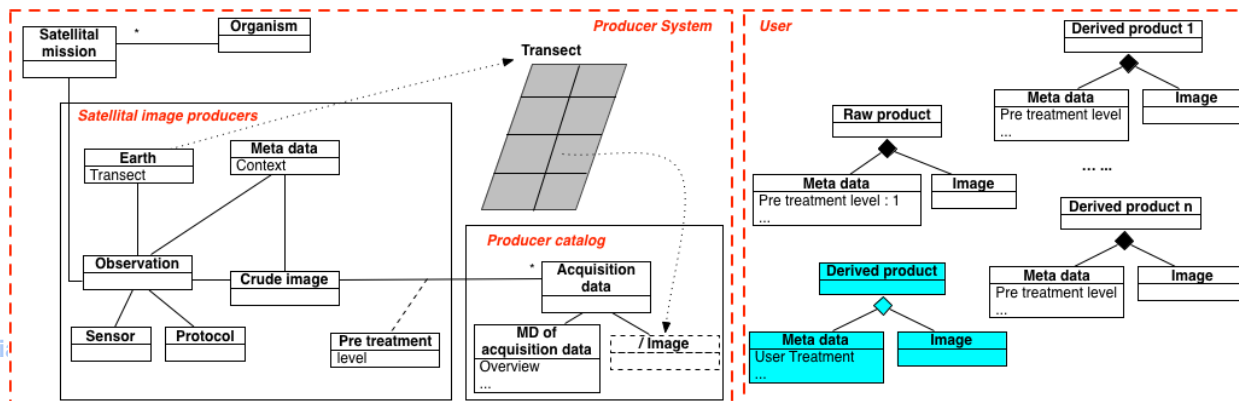 Producer System
Satellital
mission
*
Organism
Transect
Satellital image producers
Earth
Transect
Meta data
Context
Observation
Crude image
Sensor
Protocol
Pre treatment
level
Producer catalog
*
Acquisition
data
MD of
acquisition data
Overview
...
/ Image
User
Derived product 1
Meta data
Pre treatment level
...
Image
Raw product
Meta data
Pre treatment level : 1
...
Image
... ...
Derived product n
Meta data
Pre treatment level
...
Image
Derived product
Meta data
User Treatment
...
Image